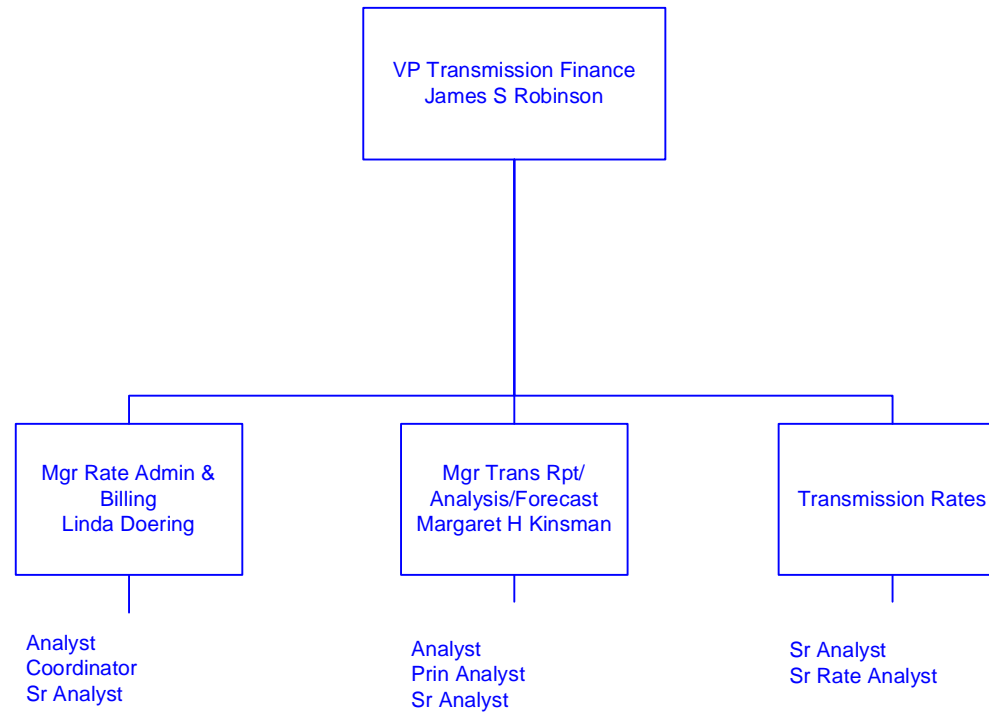 VP Transmission Finance
James S Robinson
Mgr Rate Admin &
Billing
Linda Doering
Mgr Trans Rpt/
Analysis/Forecast
Margaret H Kinsman
Transmission Rates
Analyst
Coordinator
Sr Analyst
Analyst
Prin Analyst
Sr Analyst
Sr Analyst
Sr Rate Analyst